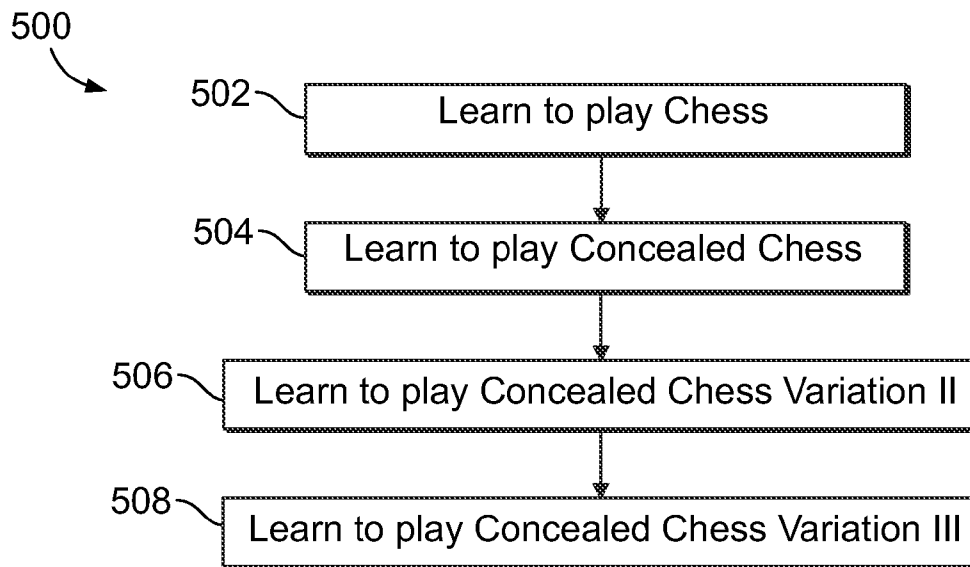 500
502
Learn to play Chess
504
Learn to play Concealed Chess
506
Learn to play Concealed Chess Variation II
508
Learn to play Concealed Chess Variation III